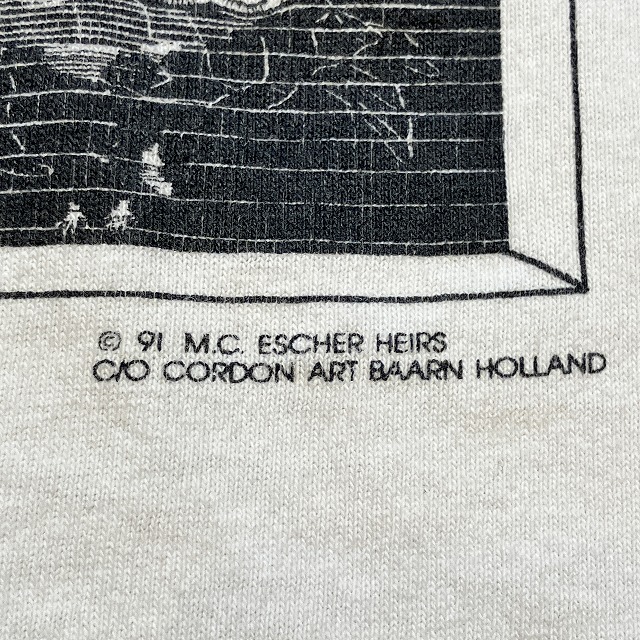 © 91 M.C. ESCHER HEIRS
C/O CORDON ART BAARN HOLLAND